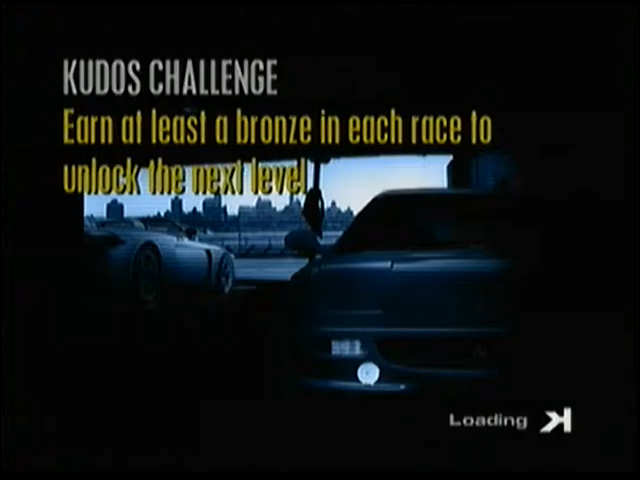 KUDOS CHALLENGE
Earn at least a bronze in each race to
unlock the next level
Loading